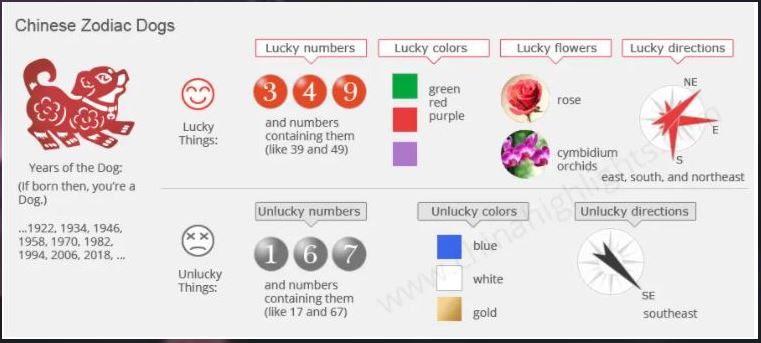 Chinese Zodiac Dogs
Lucky numbers
Lucky colors
Lucky flowers
Lucky directions
Lucky
Things:
3 4 9
and numbers
containing them
(like 39 and 49)
green
red
purple
rose
cymbidium
orchids
NE
E
S
east, south, and northeast
Years of the Dog:
(If born then, you're a
Dog.)
...1922, 1934, 1946,
1958, 1970, 1982,
1994, 2006, 2018, ...
Unlucky numbers
Unlucky colors
Unlucky directions
Unlucky
Things:
1 6 7
and numbers
containing them
(like 17 and 67)
blue
white
gold
SE
southeast
www.chinahighlights.com